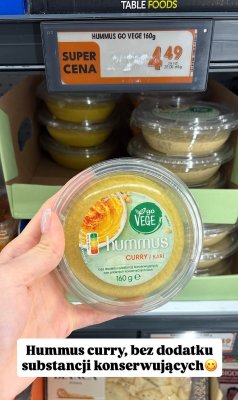 TABLE FOODS
HUMMUS GO VEGE 160g
SUPER
CENA
4 49
go
VEGE
hummus
CURRY / KARI
160 g e
Hummus curry, bez dodatku
substancji konserwujących😋